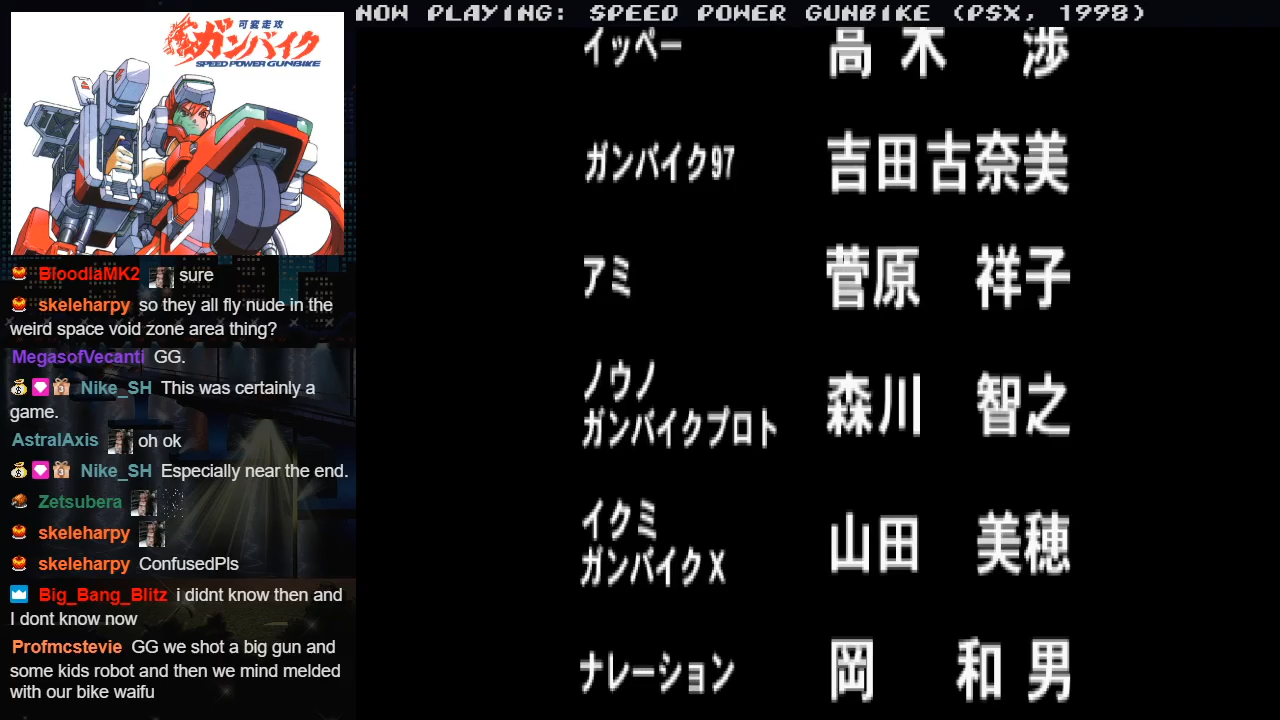 NOW PLAYING: SPEED POWER GUNBIKE (PSX, 1998)
可変走攻
ガンバイク
SPEED POWER GUNBIKE
BloodlaMK2 sure
skeleharpy so they all fly nude in the
weird space void zone area thing?
MegasofVecanti GG.
Nike_SH This was certainly a
game.
AstralAxis oh ok
Nike_SH Especially near the end.
Zetsubera
skeleharpy
skeleharpy ConfusedPls
Big_Bang_Blitz i didnt know then and
I dont know now
Profmcstevie GG we shot a big gun and
some kids robot and then we mind melded
with our bike waifu
イッペー 高木 渉
ガンバイク97 吉田古奈美
アミ 菅原 祥子
ノウノ
ガンバイクプロト 森川 智之
イクミ
ガンバイクX 山田 美穂
ナレーション 岡 和男